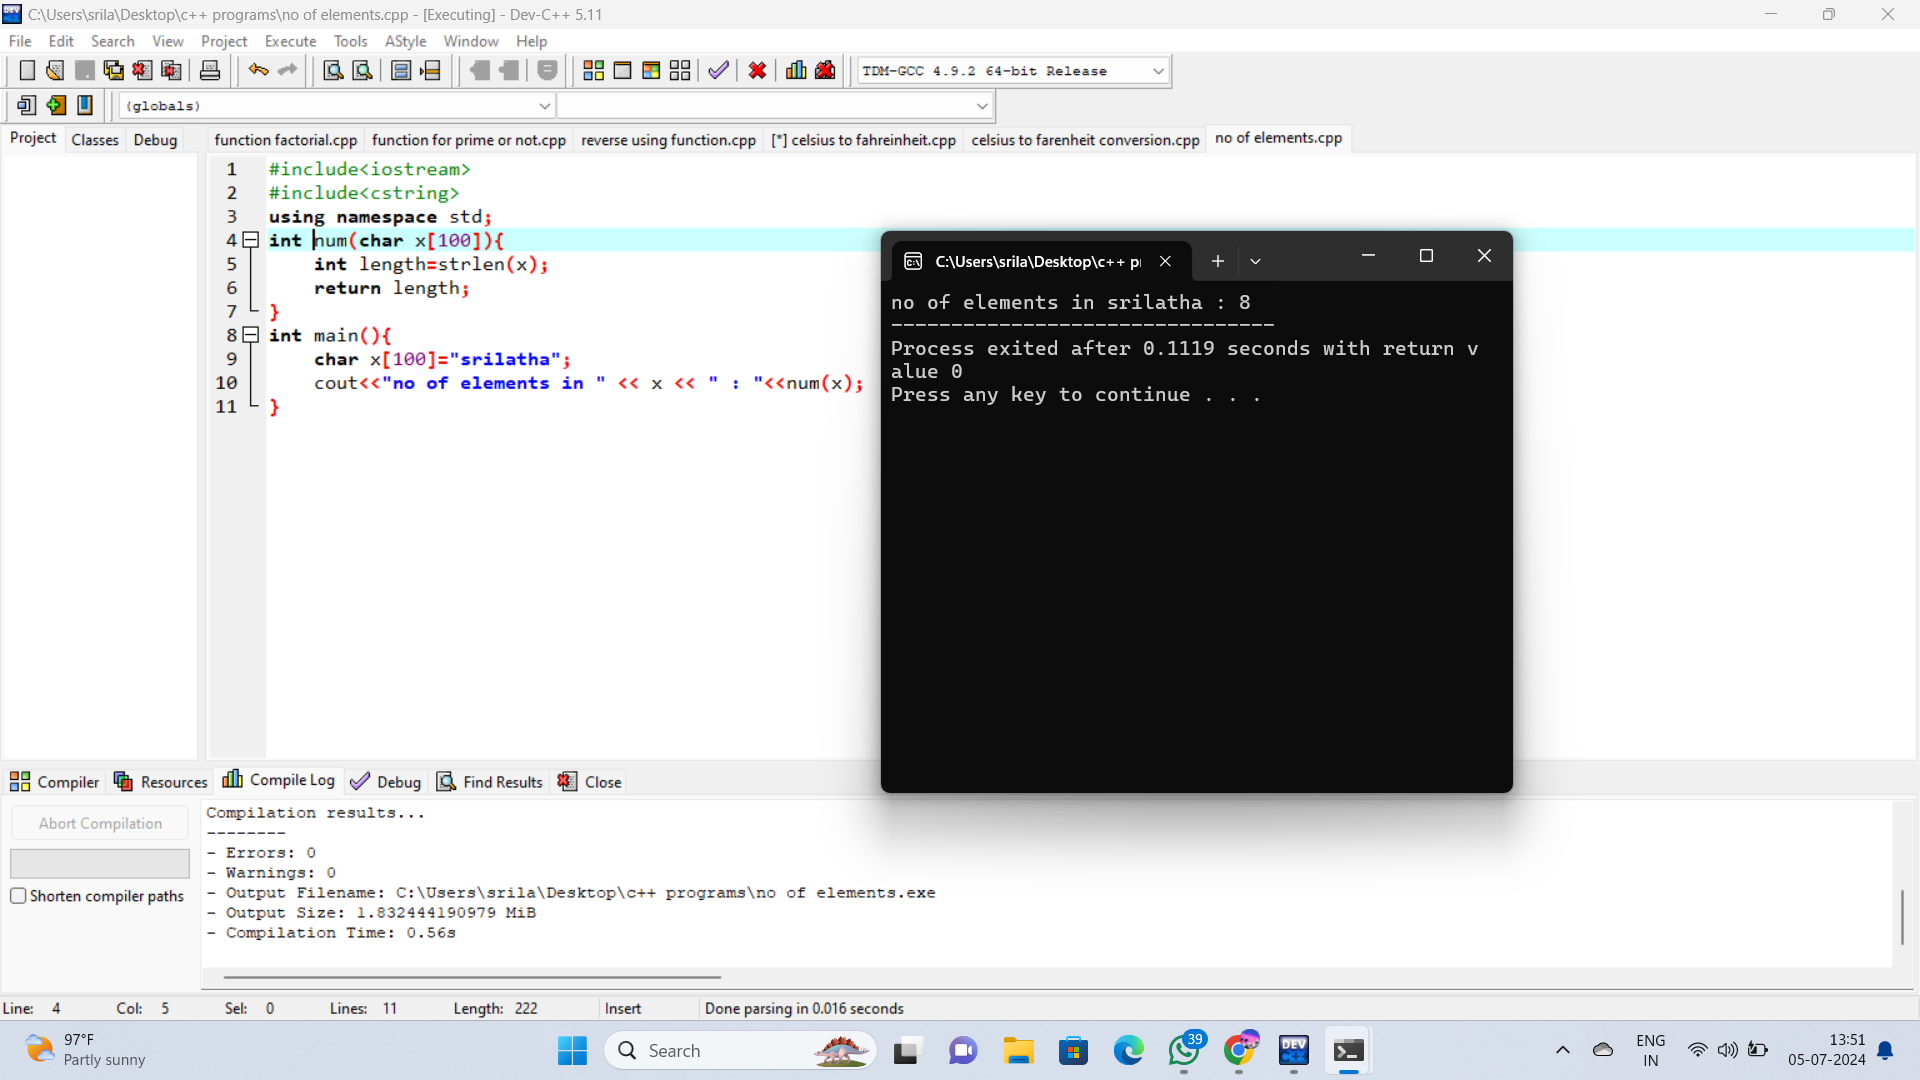 C:\Users\srila\Desktop\c++ programs\no of elements.cpp - [Executing] - Dev-C++ 5.11
File Edit Search View Project Execute Tools AStyle Window Help
TDM-GCC 4.9.2 64-bit Release
(globals)
Project Classes Debug function factorial.cpp function for prime or not.cpp reverse using function.cpp [*] celsius to fahreinheit.cpp celsius to farenheit conversion.cpp no of elements.cpp
1 #include<iostream>
2 #include<cstring>
3 using namespace std;
4 int num(char x[100]){
5 int length=strlen(x);
6 return length;
7 }
8 int main(){
9 char x[100]="srilatha";
10 cout<<"no of elements in " << x << " : "<<num(x);
11 }
C:\Users\srila\Desktop\c++ p
no of elements in srilatha : 8
--------------------------------
Process exited after 0.1119 seconds with return v
alue 0
Press any key to continue . . .
Compiler Resources Compile Log Debug Find Results Close
Abort Compilation
Shorten compiler paths
Compilation results...
--------
- Errors: 0
- Warnings: 0
- Output Filename: C:\Users\srila\Desktop\c++ programs\no of elements.exe
- Output Size: 1.832444190979 MiB
- Compilation Time: 0.56s
Line: 4 Col: 5 Sel: 0 Lines: 11 Length: 222 Insert Done parsing in 0.016 seconds
97°F
Partly sunny
Search
39
DEV
ENG
IN
13:51
05-07-2024